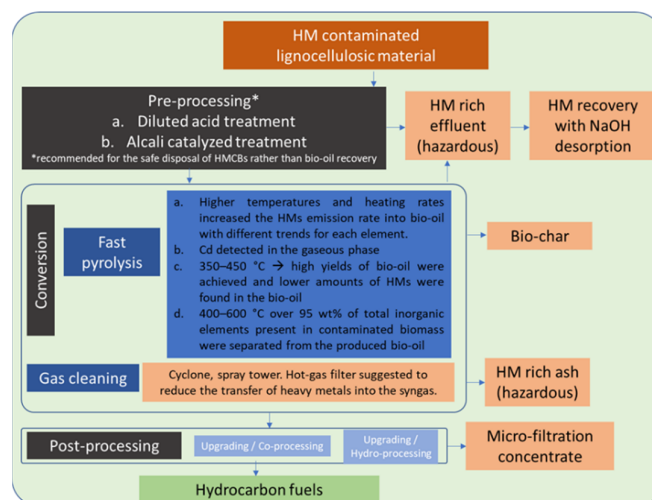 HM contaminated
lignocellulosic material
Pre-processing*
a. Diluted acid treatment
b. Alcali catalyzed treatment
*recommended for the safe disposal of HMCBs rather than bio-oil recovery
HM rich
effluent
(hazardous)
HM recovery
with NaOH
desorption
Conversion
Fast
pyrolysis
a. Higher temperatures and heating rates
increased the HMs emission rate into bio-oil
with different trends for each element.
b. Cd detected in the gaseous phase
c. 350–450 °C → high yields of bio-oil were
achieved and lower amounts of HMs were
found in the bio-oil
d. 400–600 °C over 95 wt% of total inorganic
elements present in contaminated biomass
were separated from the produced bio-oil
Bio-char
Gas cleaning
Cyclone, spray tower. Hot-gas filter suggested to
reduce the transfer of heavy metals into the syngas.
HM rich ash
(hazardous)
Post-processing
Upgrading / Co-processing
Upgrading /
Hydro-processing
Micro-filtration
concentrate
Hydrocarbon fuels